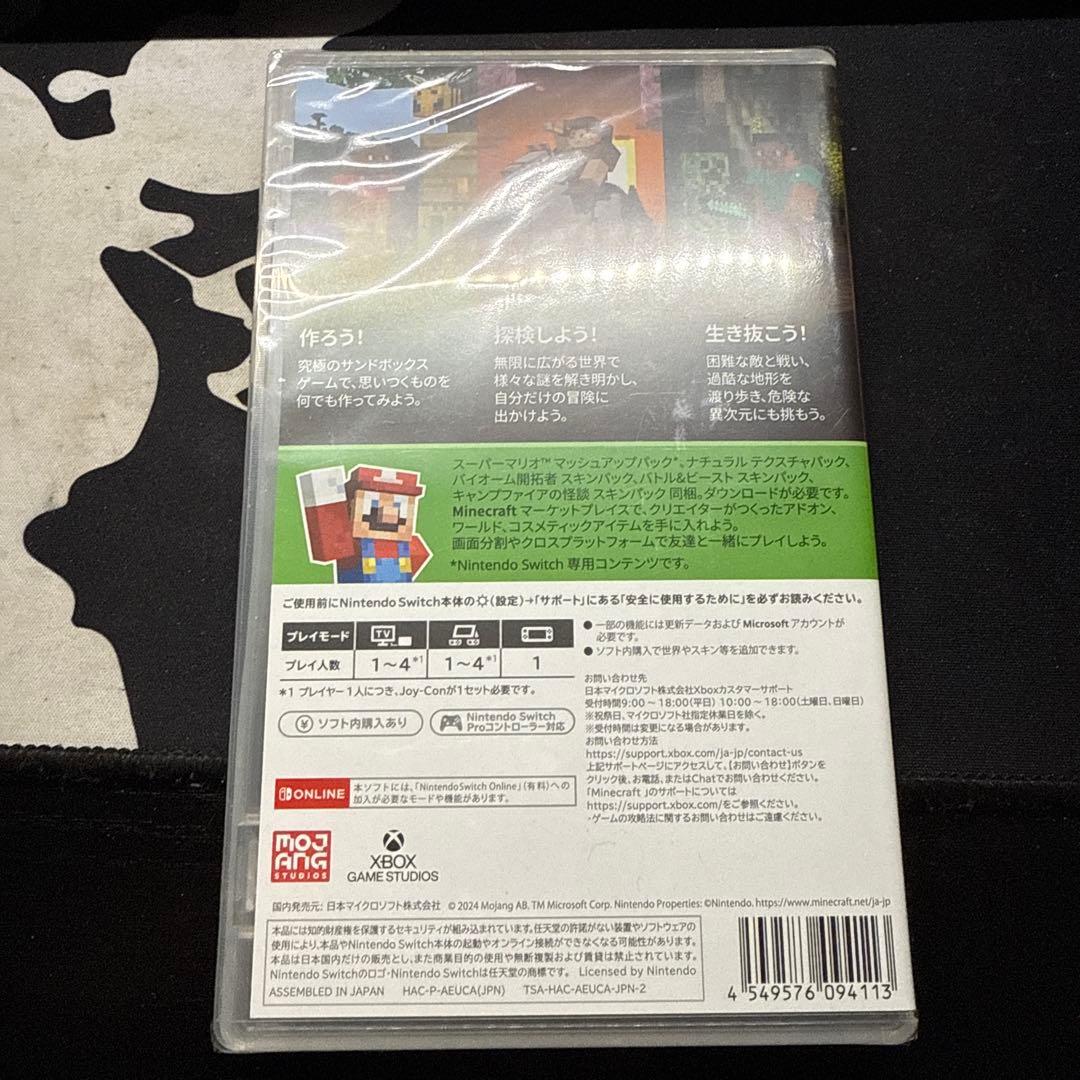 作ろう!
究極のサンドボックス
ゲームで、思いつくものを
何でも作ってみよう。
探検しよう!
無限に広がる世界で
様々な謎を解き明かし、
自分だけの冒険に
出かけよう。
生き抜こう!
困難な敵と戦い、
過酷な地形を
渡り歩き、危険な
異次元にも挑もう。
スーパーマリオ™ マッシュアップパック*、ナチュラル テクスチャパック、
バイオーム開拓者 スキンパック、バトル&ビースト スキンパック、
キャンプファイアの怪談 スキンパック 同梱。ダウンロードが必要です。
Minecraft マーケットプレイスで、クリエイターがつくったアドオン、
ワールド、コスメティックアイテムを手に入れよう。
画面分割やクロスプラットフォームで友達と一緒にプレイしよう。
*Nintendo Switch 専用コンテンツです。
ご使用前にNintendo Switch本体の(設定)→「サポート」にある「安全に使用するために」を必ずお読みください。
プレイモード TV
プレイ人数 1~4*1 1~4*1 1
*1 プレイヤー1人につき、Joy-Conが1セット必要です。
ソフト内購入あり
Nintendo Switch
Proコントローラー対応
● 一部の機能には更新データおよび Microsoft アカウントが
必要です。
● ソフト内購入で世界やスキン等を追加できます。
お問い合わせ先
日本マイクロソフト株式会社Xboxカスタマーサポート
受付時間9:00~18:00(平日) 10:00~18:00(土曜日、日曜日)
※祝祭日、マイクロソフト社指定休業日を除く。
※受付時間は変更になる場合があります。
お問い合わせ方法
https://support.xbox.com/ja-jp/contact-us
上記サポートページにアクセスして、【お問い合わせ】ボタンを
クリック後、お電話、またはChatでお問い合わせください。
「Minecraft 」のサポートについては
https://support.xbox.com/をご参照ください。
・ゲームの攻略法に関するお問い合わせはご遠慮ください。
ONLINE
本ソフトには、「Nintendo Switch Online」(有料)への
加入が必要なモードや機能があります。
MOJ
ANG
STUDIOS
XBOX
GAME STUDIOS
国内発売元: 日本マイクロソフト株式会社 © 2024 Mojang AB. TM Microsoft Corp. Nintendo Properties: ©Nintendo. https://www.minecraft.net/ja-jp
本品には知的財産権を保護するセキュリティが組み込まれています。任天堂の許諾がない装置やソフトウェアの
使用により、本品やNintendo Switch本体の起動やオンライン接続ができなくなる可能性があります。
本品は日本国内だけの販売とし、また商業目的の使用や無断複製および賃貸は禁止されています。
Nintendo Switchのロゴ・Nintendo Switchは任天堂の商標です。 Licensed by Nintendo
ASSEMBLED IN JAPAN HAC-P-AEUCA(JPN) TSA-HAC-AEUCA-JPN-2
4 549576 094113